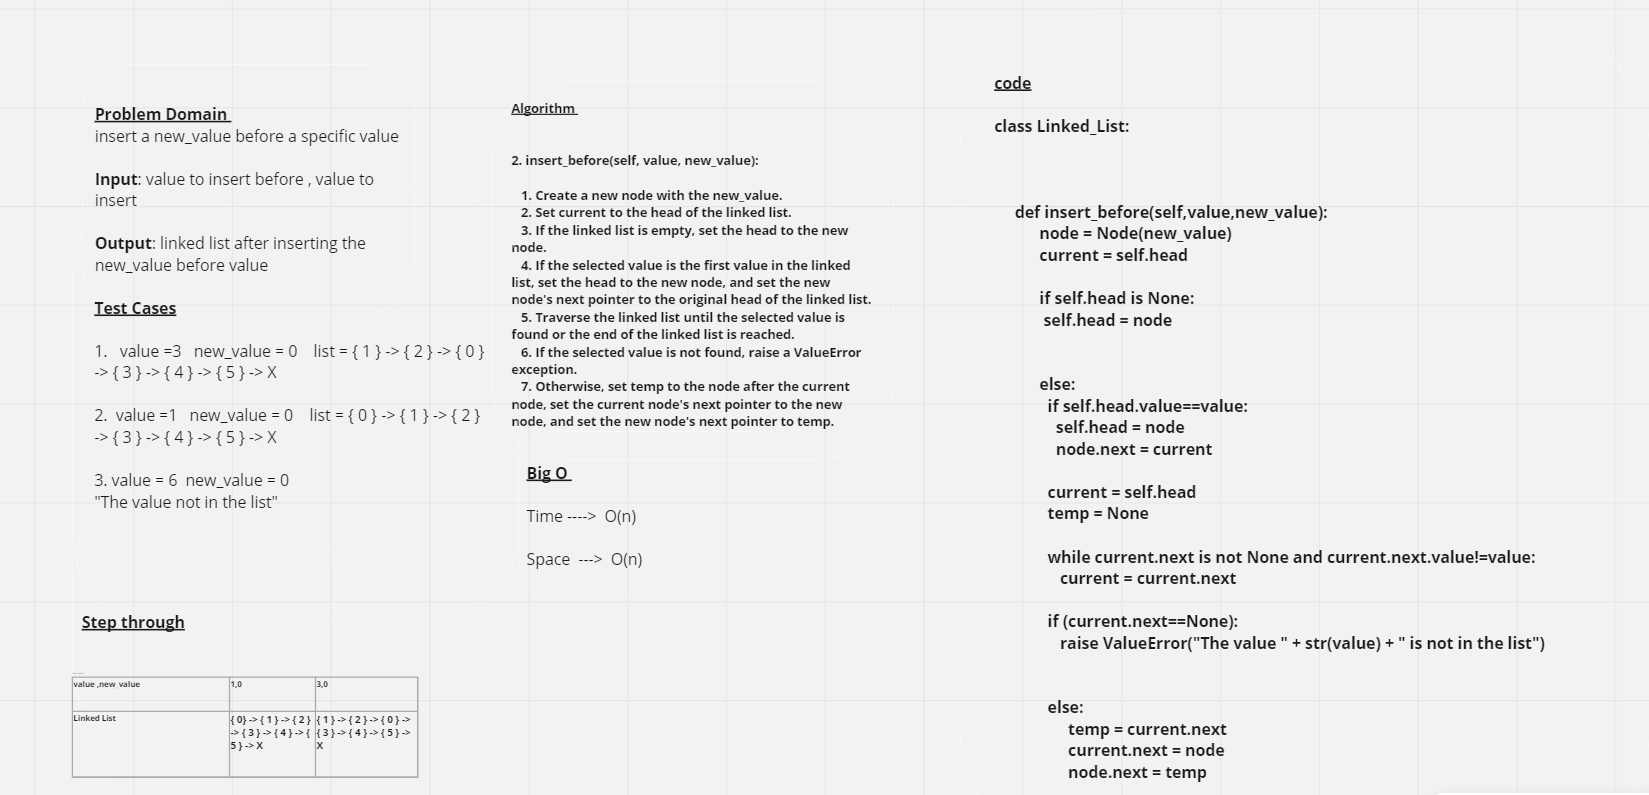 Problem Domain
insert a new_value before a specific value
Input: value to insert before , value to
insert
Output: linked list after inserting the
new_value before value
Test Cases
1.   value =3   new_value = 0    list = { 1 } -> { 2 } -> { 0 }
-> { 3 } -> { 4 } -> { 5 } -> X
2.  value =1   new_value = 0    list = { 0 } -> { 1 } -> { 2 }
-> { 3 } -> { 4 } -> { 5 } -> X
3. value = 6  new_value = 0
"The value not in the list"
Step through
value ,new_value 1,0 3,0
Linked List { 0} -> { 1 } -> { 2 } { 1 } -> { 2 } -> { 0 } ->
-> { 3 } -> { 4 } -> { { 3 } -> { 4 } -> { 5 } ->
5 } -> X X
Algorithm
2. insert_before(self, value, new_value):
1. Create a new node with the new_value.
2. Set current to the head of the linked list.
3. If the linked list is empty, set the head to the new
node.
4. If the selected value is the first value in the linked
list, set the head to the new node, and set the new
node's next pointer to the original head of the linked list.
5. Traverse the linked list until the selected value is
found or the end of the linked list is reached.
6. If the selected value is not found, raise a ValueError
exception.
7. Otherwise, set temp to the node after the current
node, set the current node's next pointer to the new
node, and set the new node's next pointer to temp.
Big O
Time ----> O(n)
Space ---> O(n)
code
class Linked_List:
def insert_before(self,value,new_value):
node = Node(new_value)
current = self.head
if self.head is None:
self.head = node
else:
if self.head.value==value:
self.head = node
node.next = current
current = self.head
temp = None
while current.next is not None and current.next.value!=value:
current = current.next
if (current.next==None):
raise ValueError("The value " + str(value) + " is not in the list")
else:
temp = current.next
current.next = node
node.next = temp